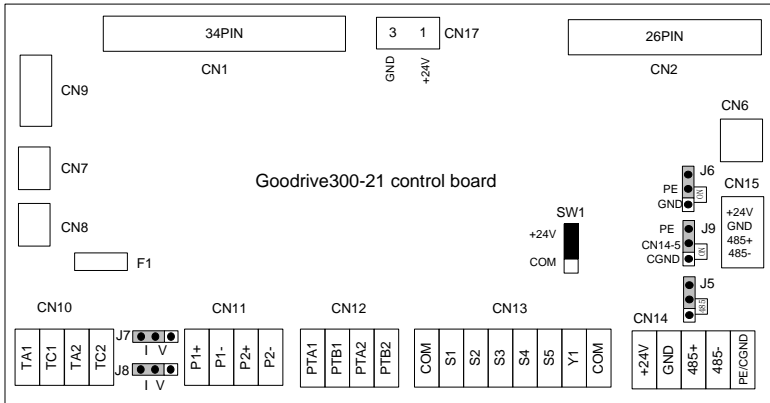 34PIN
3 1
CN17
26PIN
CN1
GND
+24V
CN2
CN9
CN6
CN7
J6
Goodrive300-21 control board
PE
NO
CN15
GND
CN8
SW1
+24V
GND
485+
485-
+24V
PE
J9
CN14-5
NO
COM
CGND
F1
J5
485
CN10
CN11
CN12
CN13
CN14
J7
I V
J8
I V
TA1
TC1
TA2
TC2
P1+
P1-
P2+
P2-
PTA1
PTB1
PTA2
PTB2
COM
S1
S2
S3
S4
S5
Y1
COM
+24V
GND
485+
485-
PE/CGND